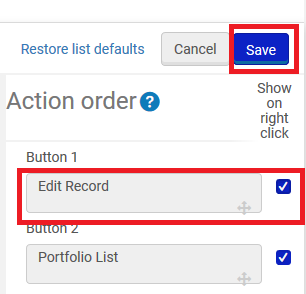 Restore list defaults Cancel Save
Action order ?
Show
on
right
click
Button 1
Edit Record
Button 2
Portfolio List